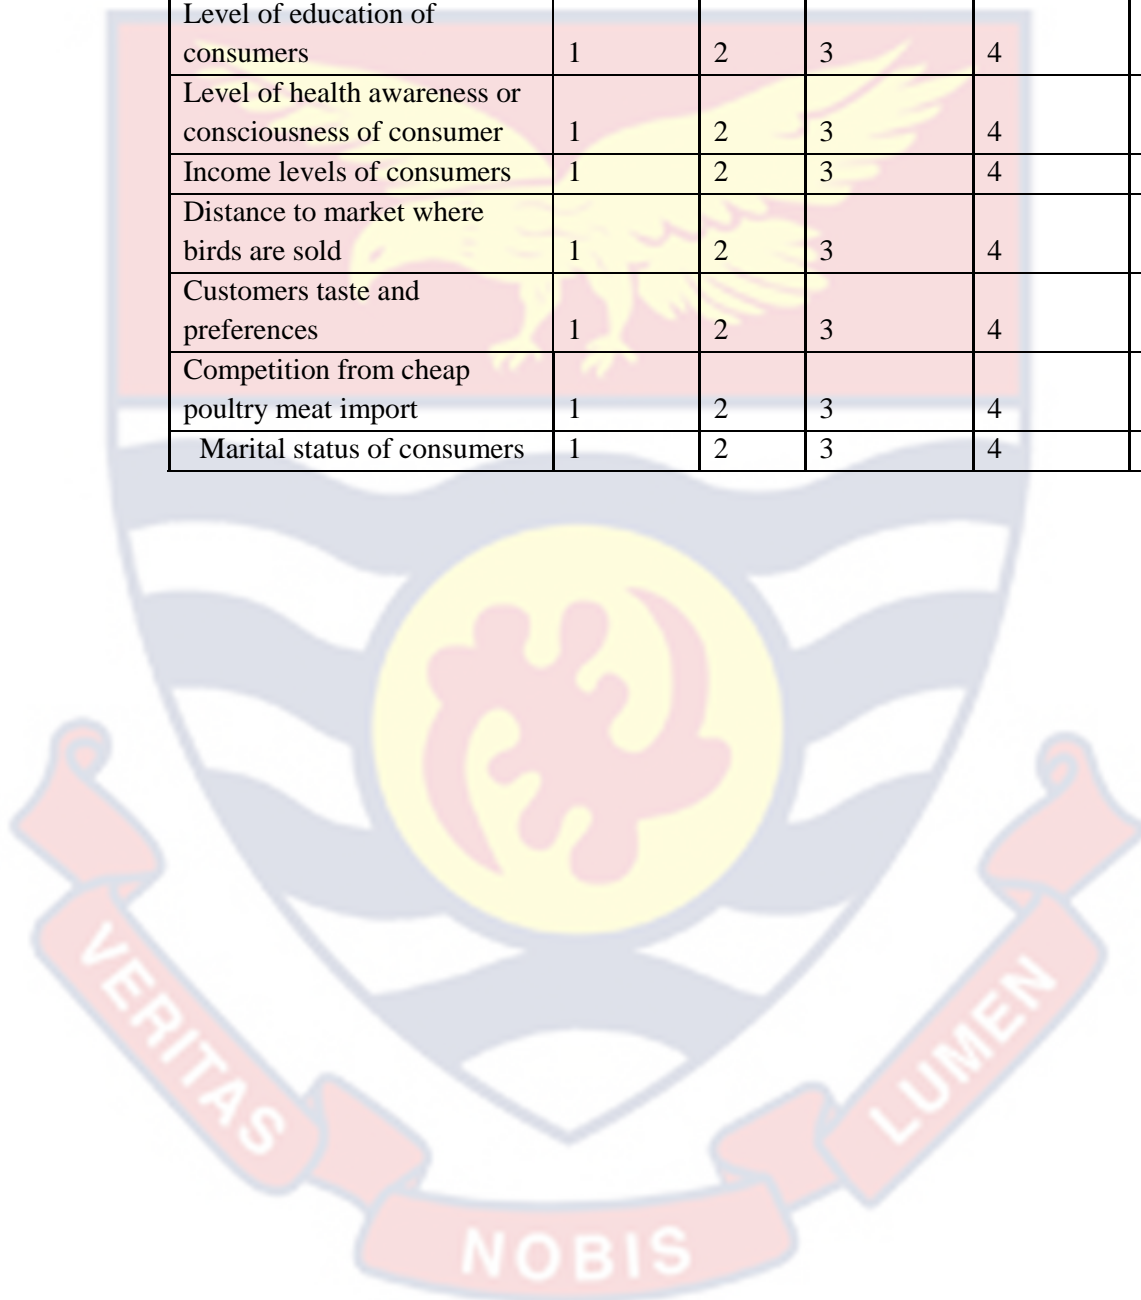 Level of education of
consumers 1 2 3 4
Level of health awareness or
consciousness of consumer 1 2 3 4
Income levels of consumers 1 2 3 4
Distance to market where
birds are sold 1 2 3 4
Customers taste and
preferences 1 2 3 4
Competition from cheap
poultry meat import 1 2 3 4
Marital status of consumers 1 2 3 4
VERITAS
NOBIS
LUMEN